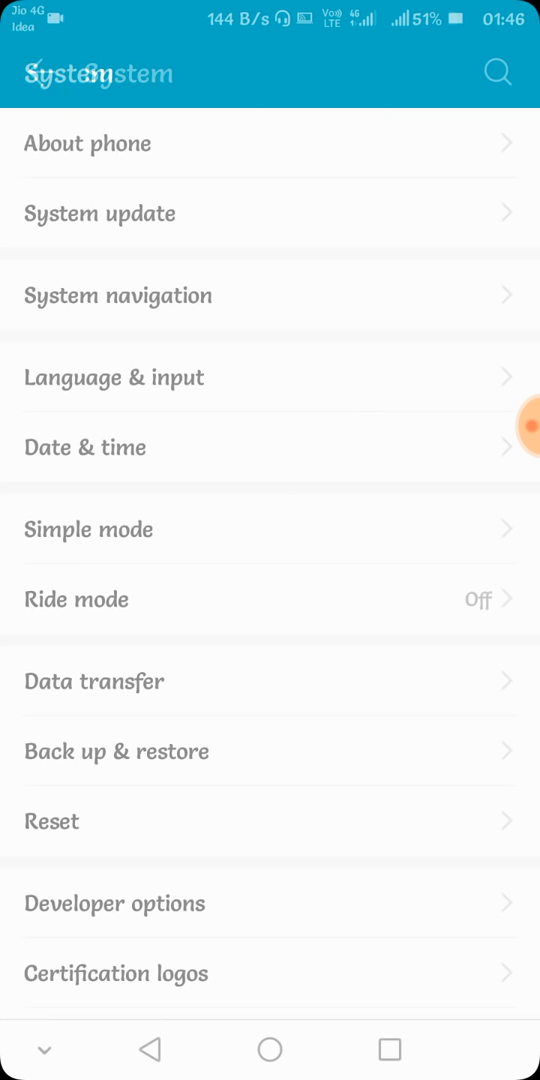 Jio 4G
Idea
144 B/s Vo)) LTE 4G 51% 01:46
System System
About phone
System update
System navigation
Language & input
Date & time
Simple mode
Ride mode Off
Data transfer
Back up & restore
Reset
Developer options
Certification logos